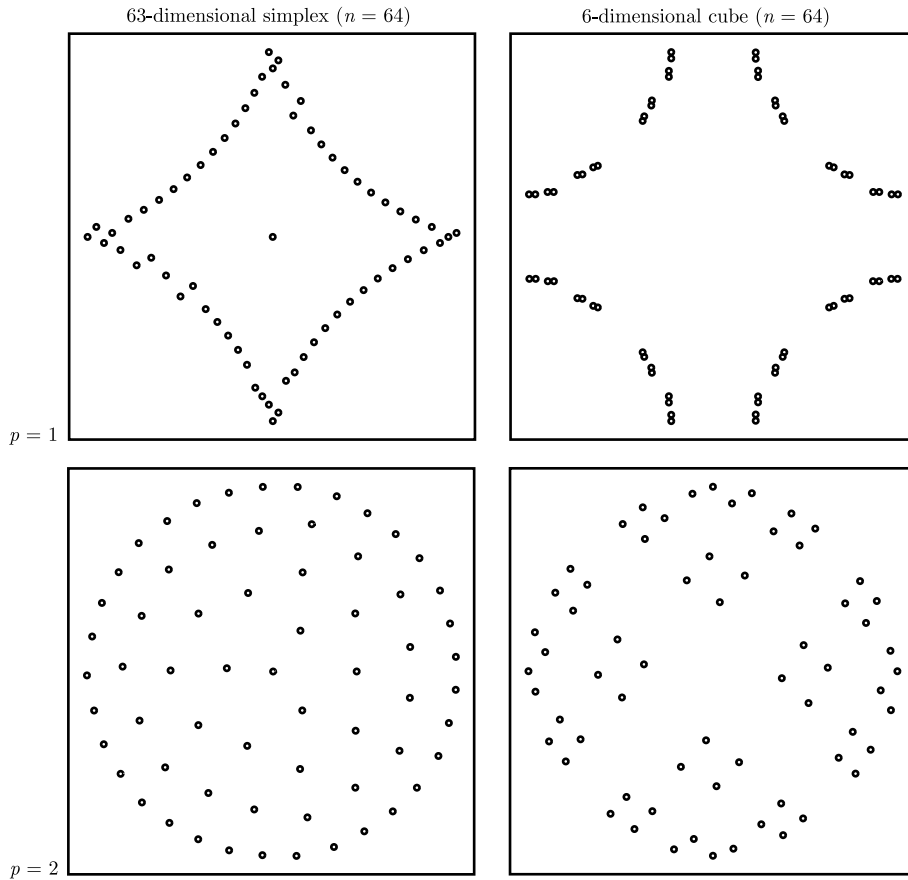 63-dimensional simplex (n = 64)
6-dimensional cube (n = 64)
p = 1
p = 2